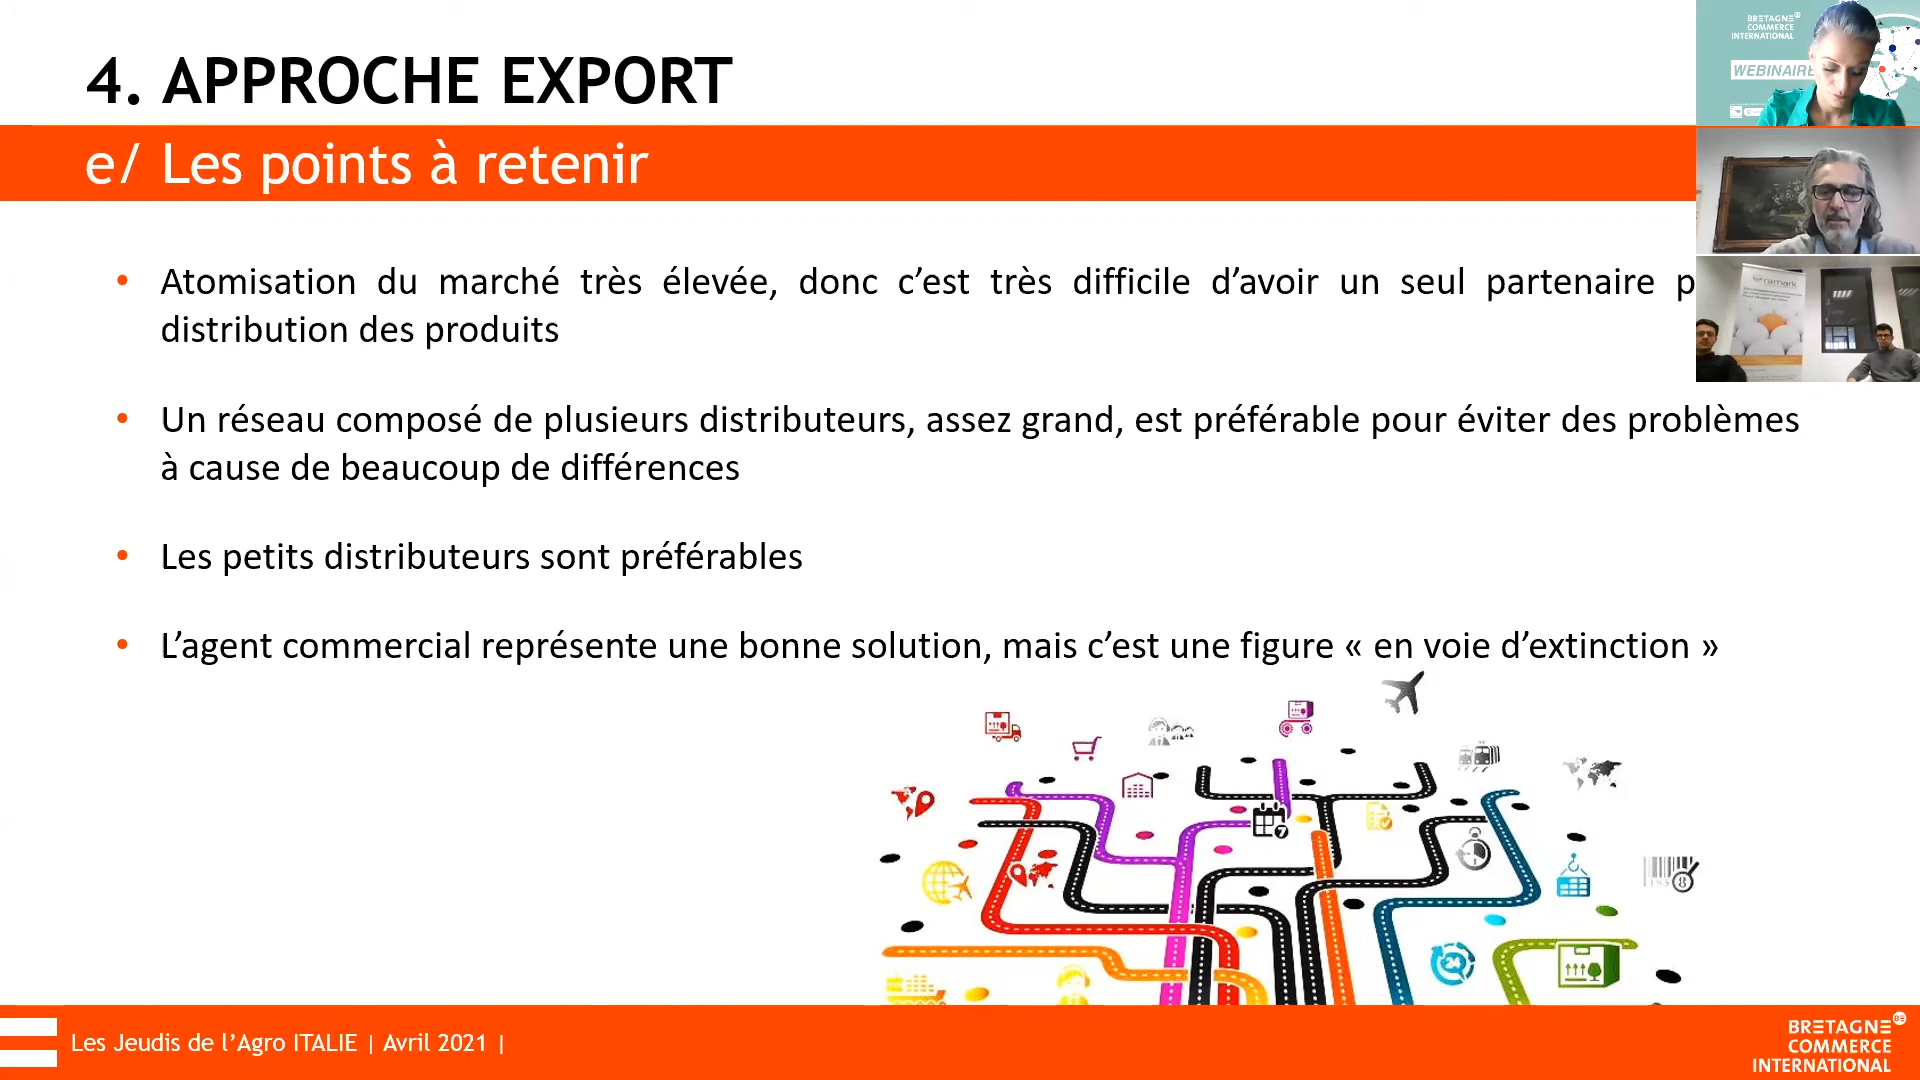 4. APPROCHE EXPORT
e/ Les points à retenir
• Atomisation du marché très élevée, donc c’est très difficile d’avoir un seul partenaire
distribution des produits
• Un réseau composé de plusieurs distributeurs, assez grand, est préférable pour éviter des problèmes
à cause de beaucoup de différences
• Les petits distributeurs sont préférables
• L’agent commercial représente une bonne solution, mais c’est une figure « en voie d’extinction »
BRETAGNE
COMMERCE
INTERNATIONAL
WEBINAIRE
ramark
7
24
Les Jeudis de l’Agro ITALIE | Avril 2021 |
BRETAGNE
COMMERCE
INTERNATIONAL